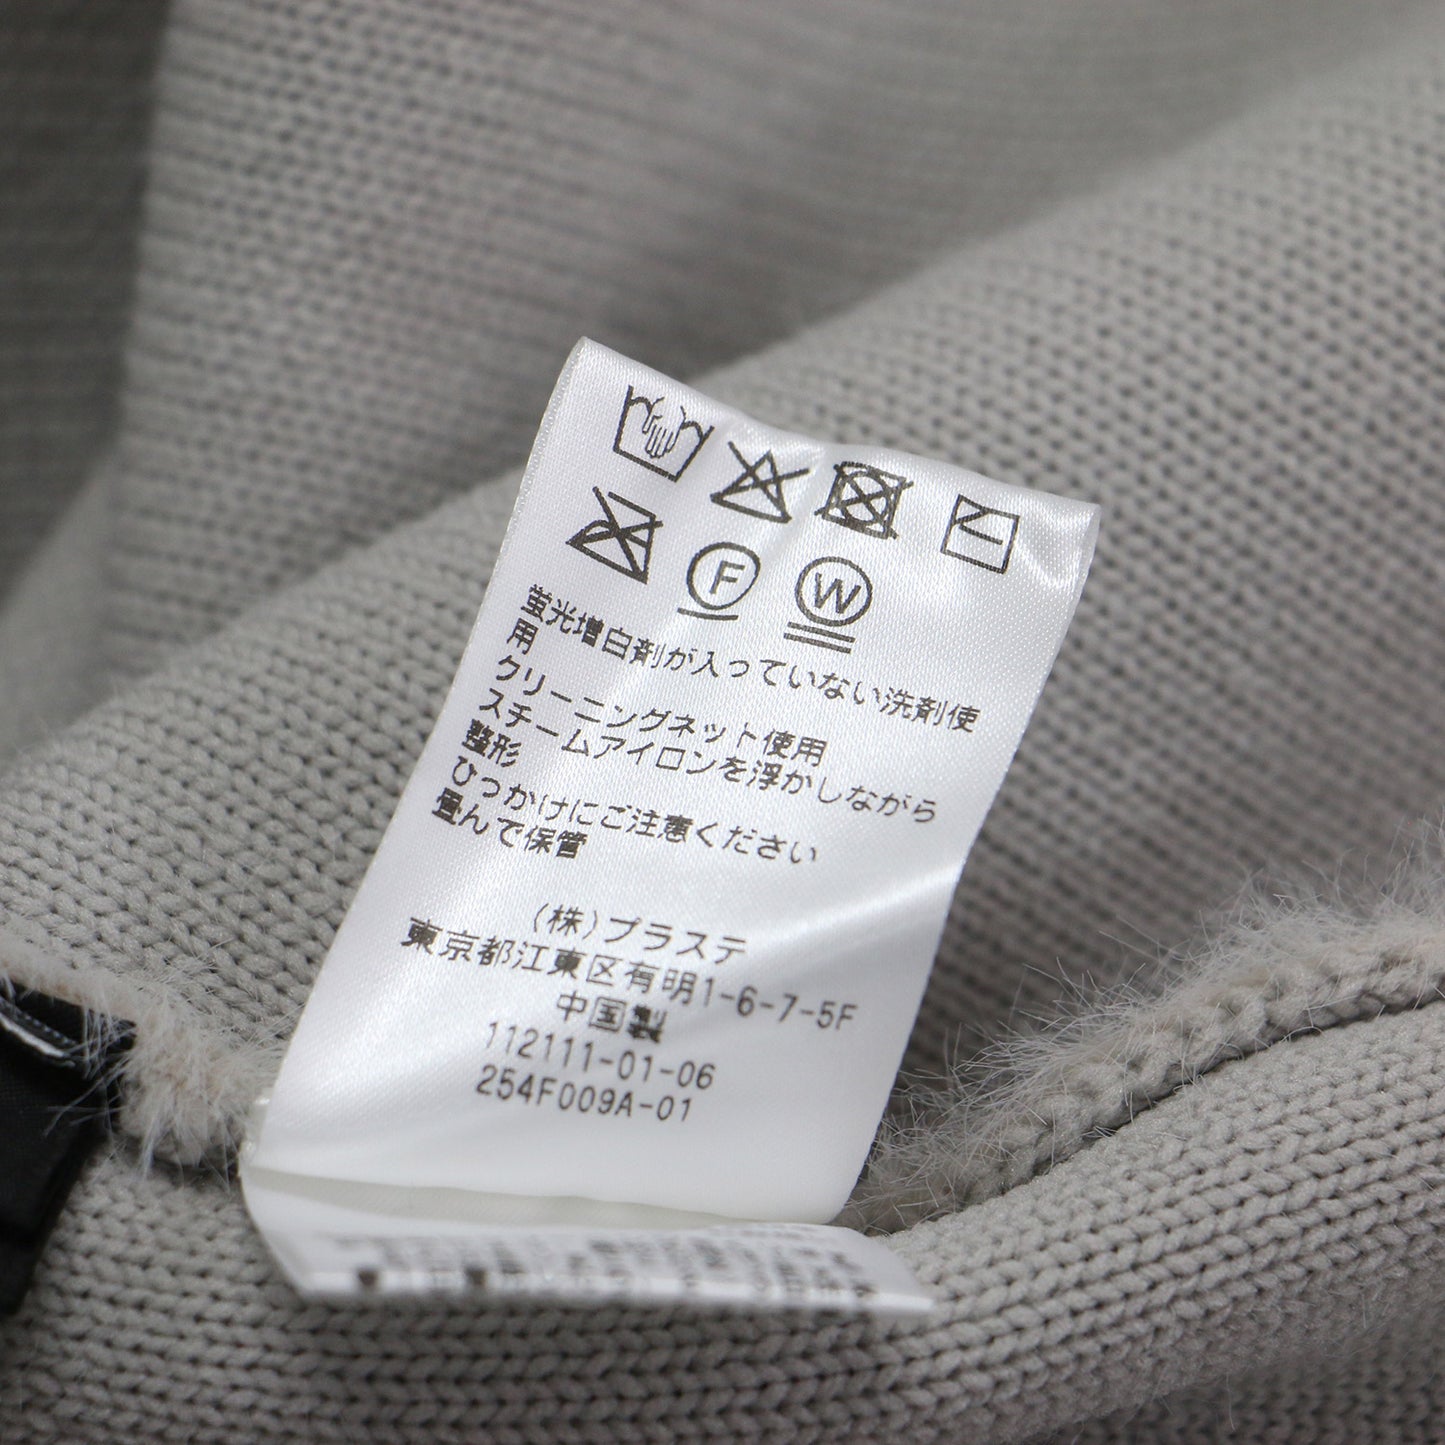 F W
蛍光増白剤が入っていない洗剤使
用
クリーニングネット使用
スチームアイロンを浮かしながら
整形
ひっかけにご注意ください
畳んで保管
(株)プラステ
東京都江東区有明1-6-7-5F
中国製
112111-01-06
254F009A-01